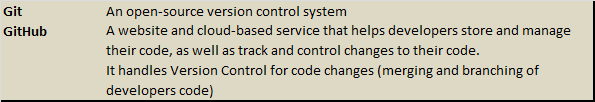 Git An open-source version control system
GitHub A website and cloud-based service that helps developers store and manage
their code, as well as track and control changes to their code.
It handles Version Control for code changes (merging and branching of
developers code)